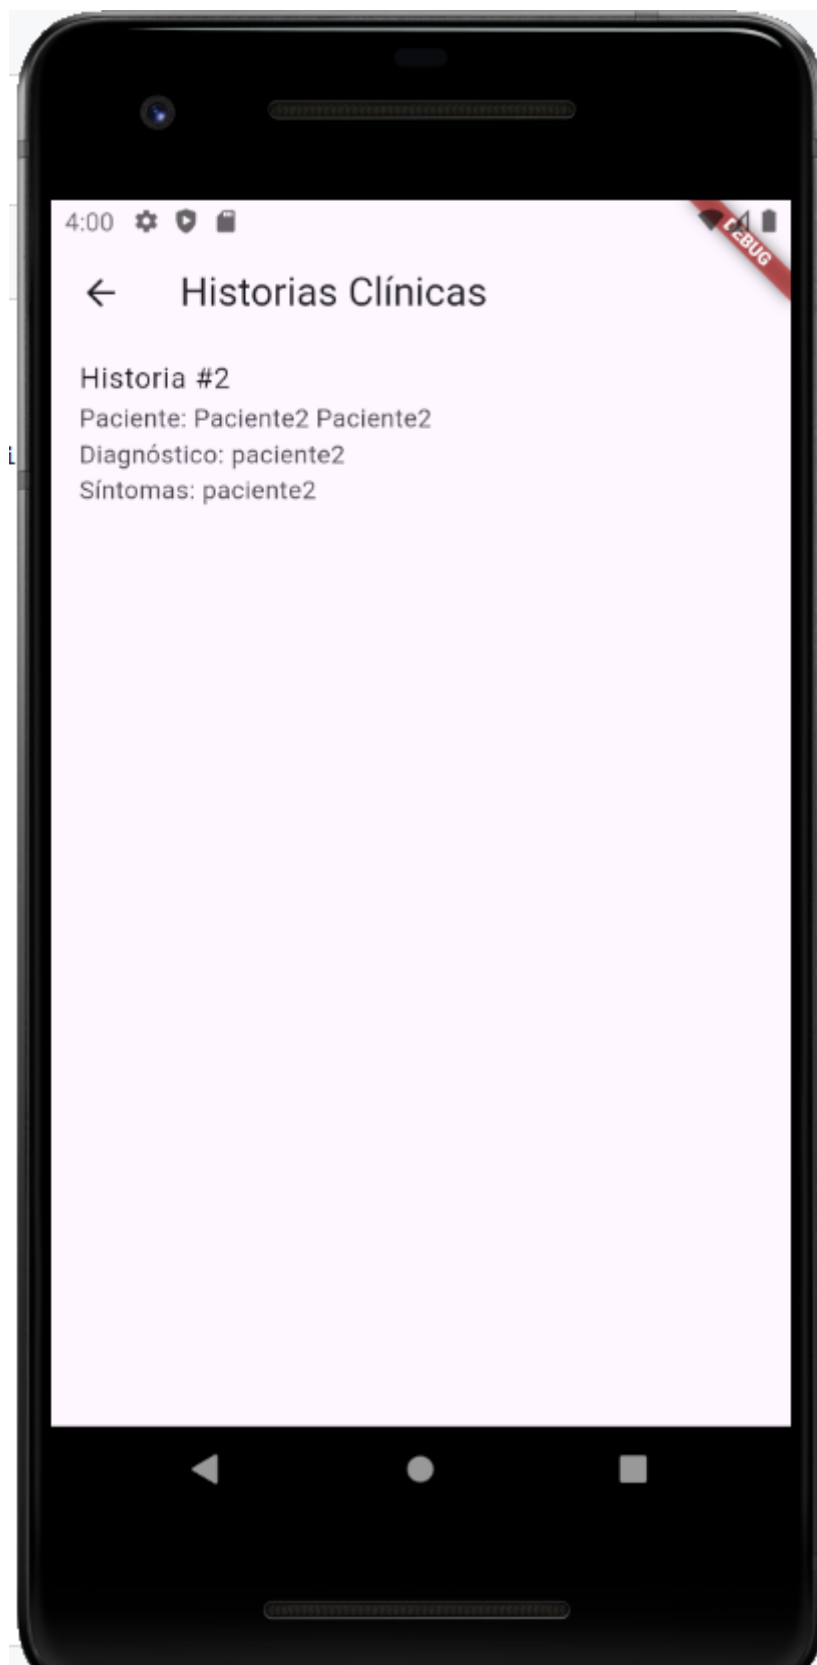 4:00
DEBUG
Historias Clínicas
Historia #2
Paciente: Paciente2 Paciente2
Diagnóstico: paciente2
Síntomas: paciente2